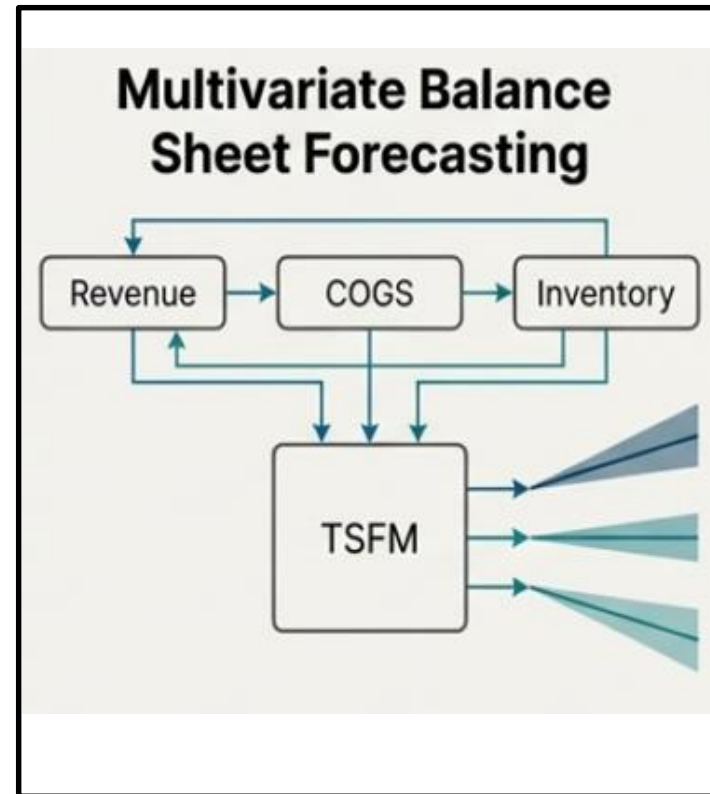 Multivariate Balance
Sheet Forecasting
Revenue
COGS
Inventory
TSFM